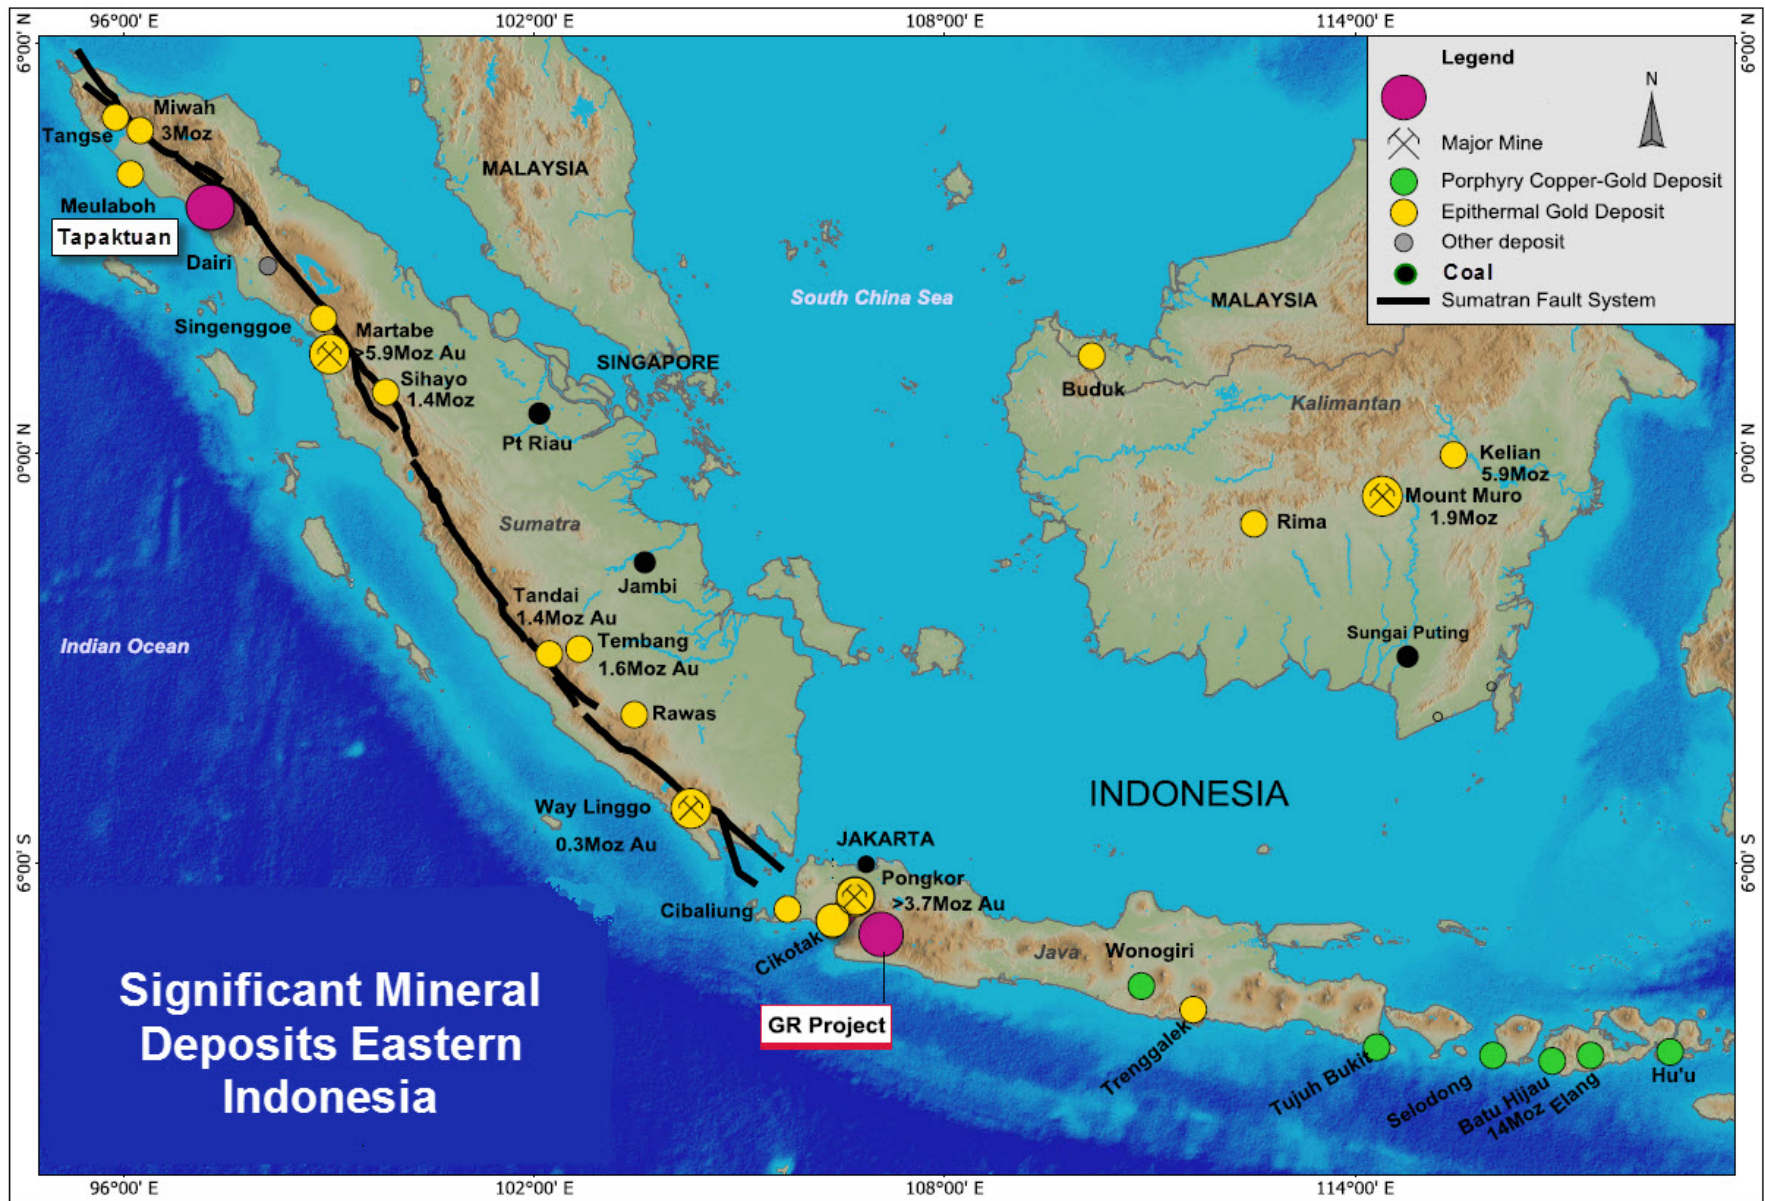 96°00' E
102°00' E
108°00' E
114°00' E
6°00' N
6°00' N
0°00' N
0°00' N
6°00' S
6°00' S
96°00' E
102°00' E
108°00' E
114°00' E
Legend
N
Major Mine
Porphyry Copper-Gold Deposit
Epithermal Gold Deposit
Other deposit
Coal
Sumatran Fault System
Miwah
3Moz
Tangse
Meulaboh
Tapaktuan
Dairi
Singenggoe
Martabe
>5.9Moz Au
Sihayo
1.4Moz
MALAYSIA
SINGAPORE
Pt Riau
South China Sea
MALAYSIA
Buduk
Kalimantan
Kelian
5.9Moz
Mount Muro
1.9Moz
Rima
Sumatra
Jambi
Tandai
1.4Moz Au
Tembang
1.6Moz Au
Rawas
Sungai Puting
Indian Ocean
Way Linggo
0.3Moz Au
INDONESIA
JAKARTA
Pongkor
>3.7Moz Au
Cibaliung
Cikotak
GR Project
Java
Wonogiri
Trenggalek
Tujuh Bukit
Selodong
Batu Hijau
14Moz
Elang
Hu'u
Significant Mineral
Deposits Eastern
Indonesia